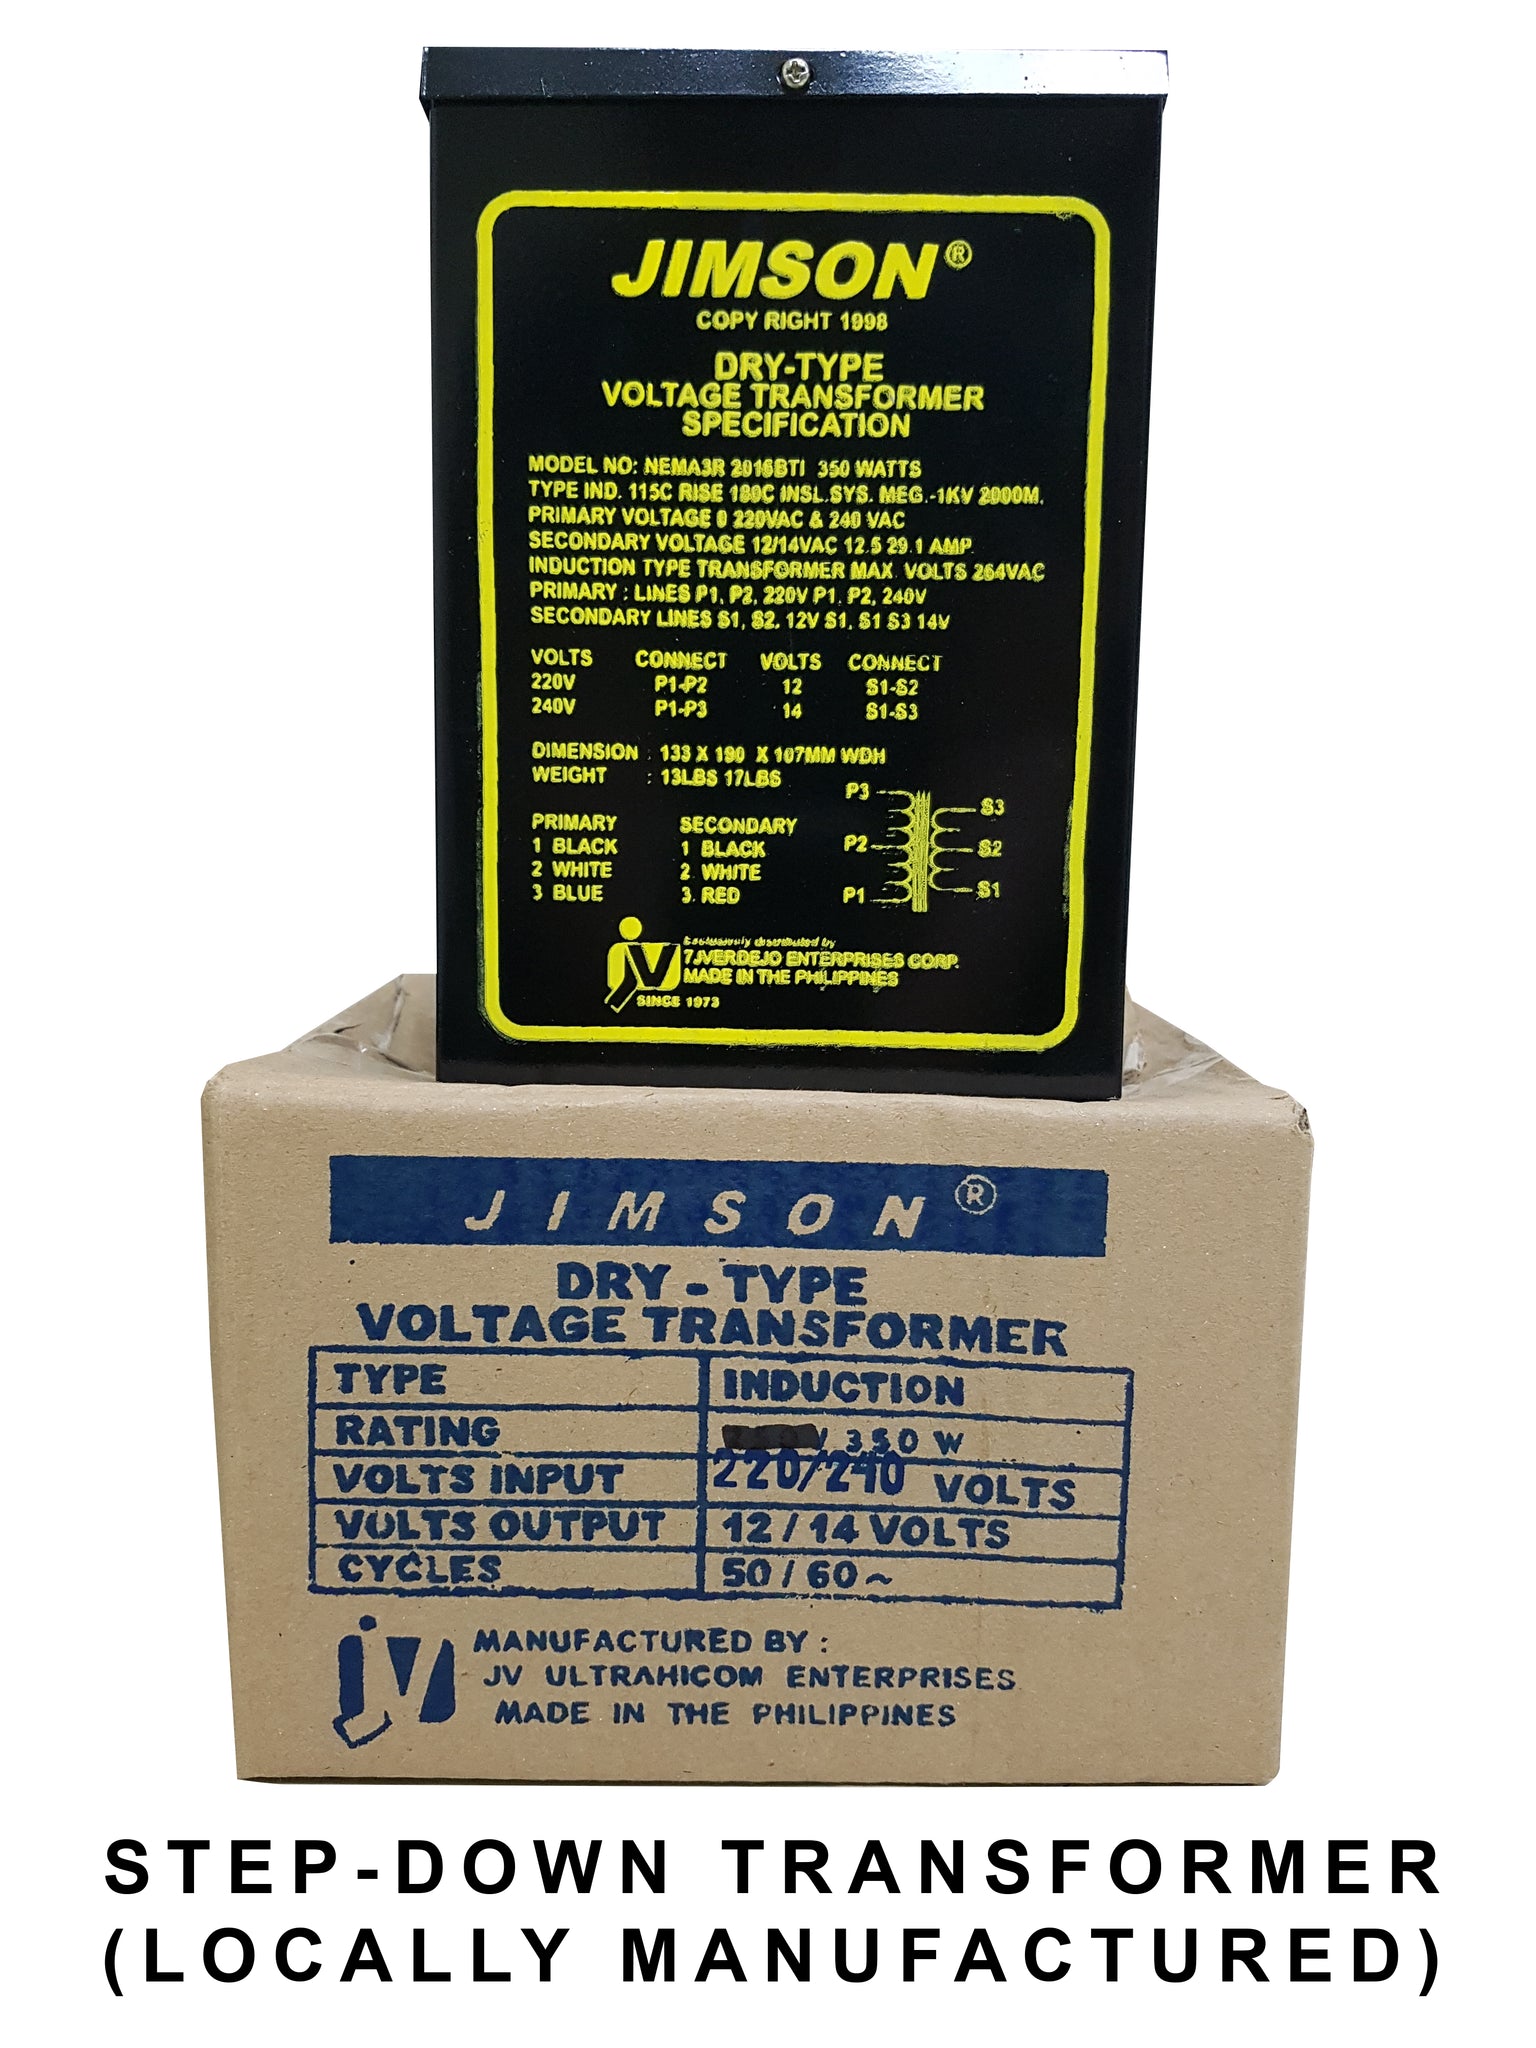 JIMSON®
COPY RIGHT 1998
DRY-TYPE
VOLTAGE TRANSFORMER
SPECIFICATION
MODEL NO: NEMA3R 2016BTI 350 WATTS
TYPE IND. 115C RISE 180C INSL.SYS. MEG.-1KV 2000M.
PRIMARY VOLTAGE 0 220VAC & 240 VAC
SECONDARY VOLTAGE 12/14VAC 12.5 29.1 AMP.
INDUCTION TYPE TRANSFORMER MAX. VOLTS 264VAC
PRIMARY : LINES P1, P2, 220V P1. P2, 240V
SECONDARY LINES S1, S2. 12V S1. S1 S3 14V
VOLTS CONNECT VOLTS CONNECT
220V P1-P2 12 S1-S2
240V P1-P3 14 S1-S3
DIMENSION : 133 X 190 X 107MM WDH
WEIGHT : 13LBS 17LBS
PRIMARY SECONDARY
1 BLACK 1 BLACK
2 WHITE 2. WHITE
3 BLUE 3. RED
P3
S3
P2
S2
P1
S1
Exclusively distributed by
7JVERDEJO ENTERPRISES CORP.
MADE IN THE PHILIPPINES
JV
SINCE 1973
JIMSON®
DRY - TYPE
VOLTAGE TRANSFORMER
TYPE INDUCTION
RATING / 350 W
VOLTS INPUT 220/240 VOLTS
VOLTS OUTPUT 12 / 14 VOLTS
CYCLES 50 / 60 ~
jv
MANUFACTURED BY :
JV ULTRAHICOM ENTERPRISES
MADE IN THE PHILIPPINES
STEP-DOWN TRANSFORMER
(LOCALLY MANUFACTURED)